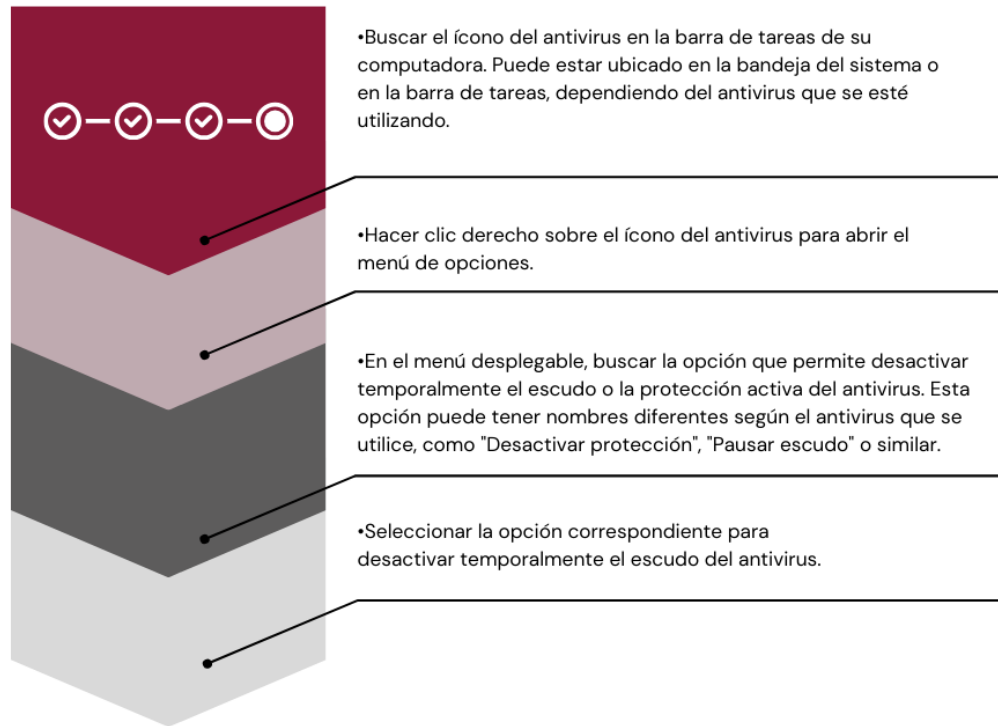 •Buscar el ícono del antivirus en la barra de tareas de su
computadora. Puede estar ubicado en la bandeja del sistema o
en la barra de tareas, dependiendo del antivirus que se esté
utilizando.
•Hacer clic derecho sobre el ícono del antivirus para abrir el
menú de opciones.
•En el menú desplegable, buscar la opción que permite desactivar
temporalmente el escudo o la protección activa del antivirus. Esta
opción puede tener nombres diferentes según el antivirus que se
utilice, como "Desactivar protección", "Pausar escudo" o similar.
•Seleccionar la opción correspondiente para
desactivar temporalmente el escudo del antivirus.